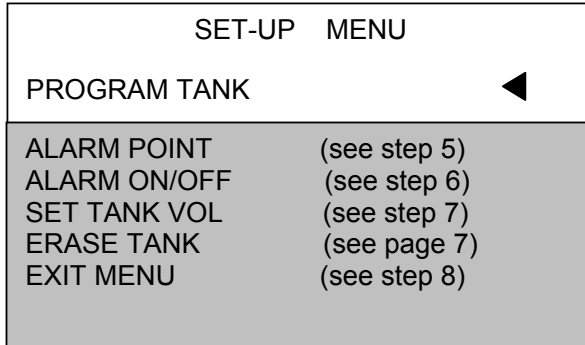 SET-UP MENU
PROGRAM TANK ◀
ALARM POINT (see step 5)
ALARM ON/OFF (see step 6)
SET TANK VOL (see step 7)
ERASE TANK (see page 7)
EXIT MENU (see step 8)